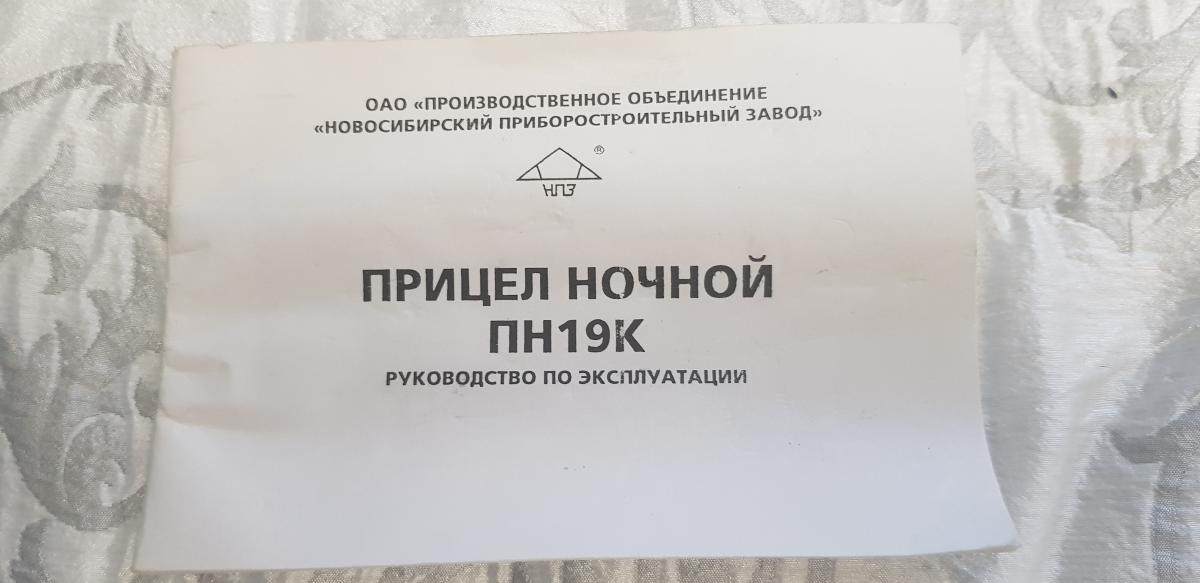 ОАО «ПРОИЗВОДСТВЕННОЕ ОБЪЕДИНЕНИЕ
«НОВОСИБИРСКИЙ ПРИБОРОСТРОИТЕЛЬНЫЙ ЗАВОД»
®
НПЗ
ПРИЦЕЛ НОЧНОЙ
ПН19К
РУКОВОДСТВО ПО ЭКСПЛУАТАЦИИ